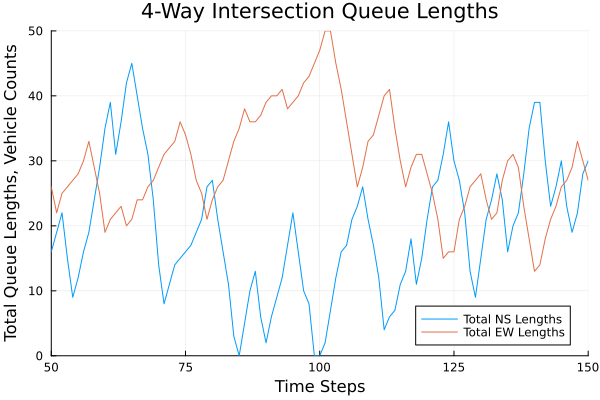 4-Way Intersection Queue Lengths
Total Queue Lengths, Vehicle Counts
50
40
30
20
10
0
Total NS Lengths
Total EW Lengths
50 75 100 125 150
Time Steps